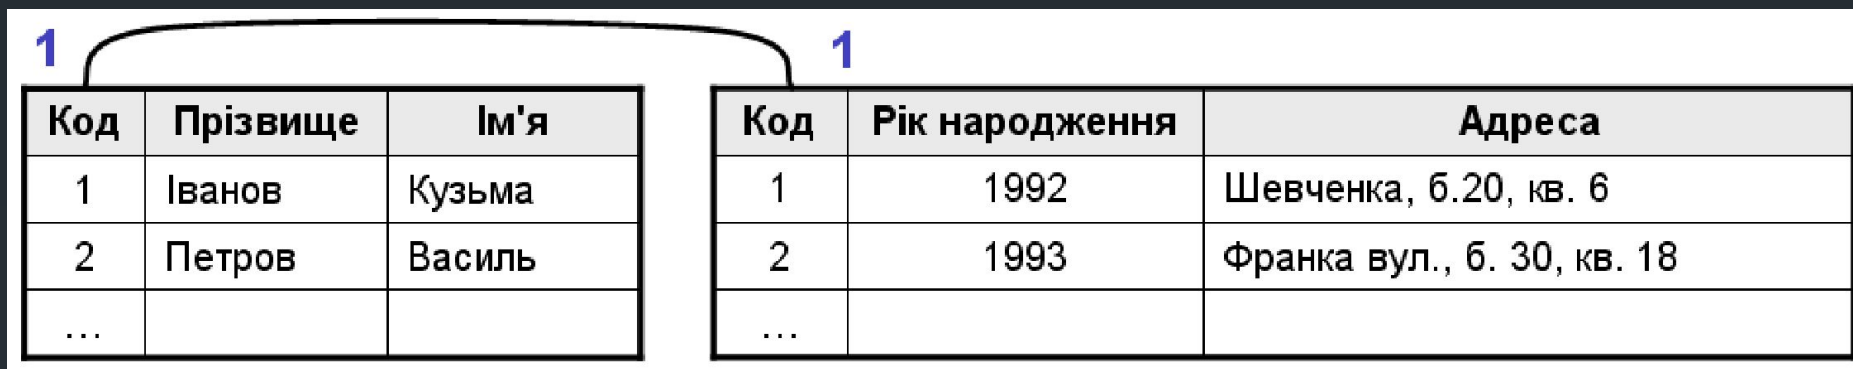 1 1
Код Прізвище Ім'я Код Рік народження Адреса
1 Іванов Кузьма 1 1992 Шевченка, б.20, кв. 6
2 Петров Василь 2 1993 Франка вул., б. 30, кв. 18
... ...